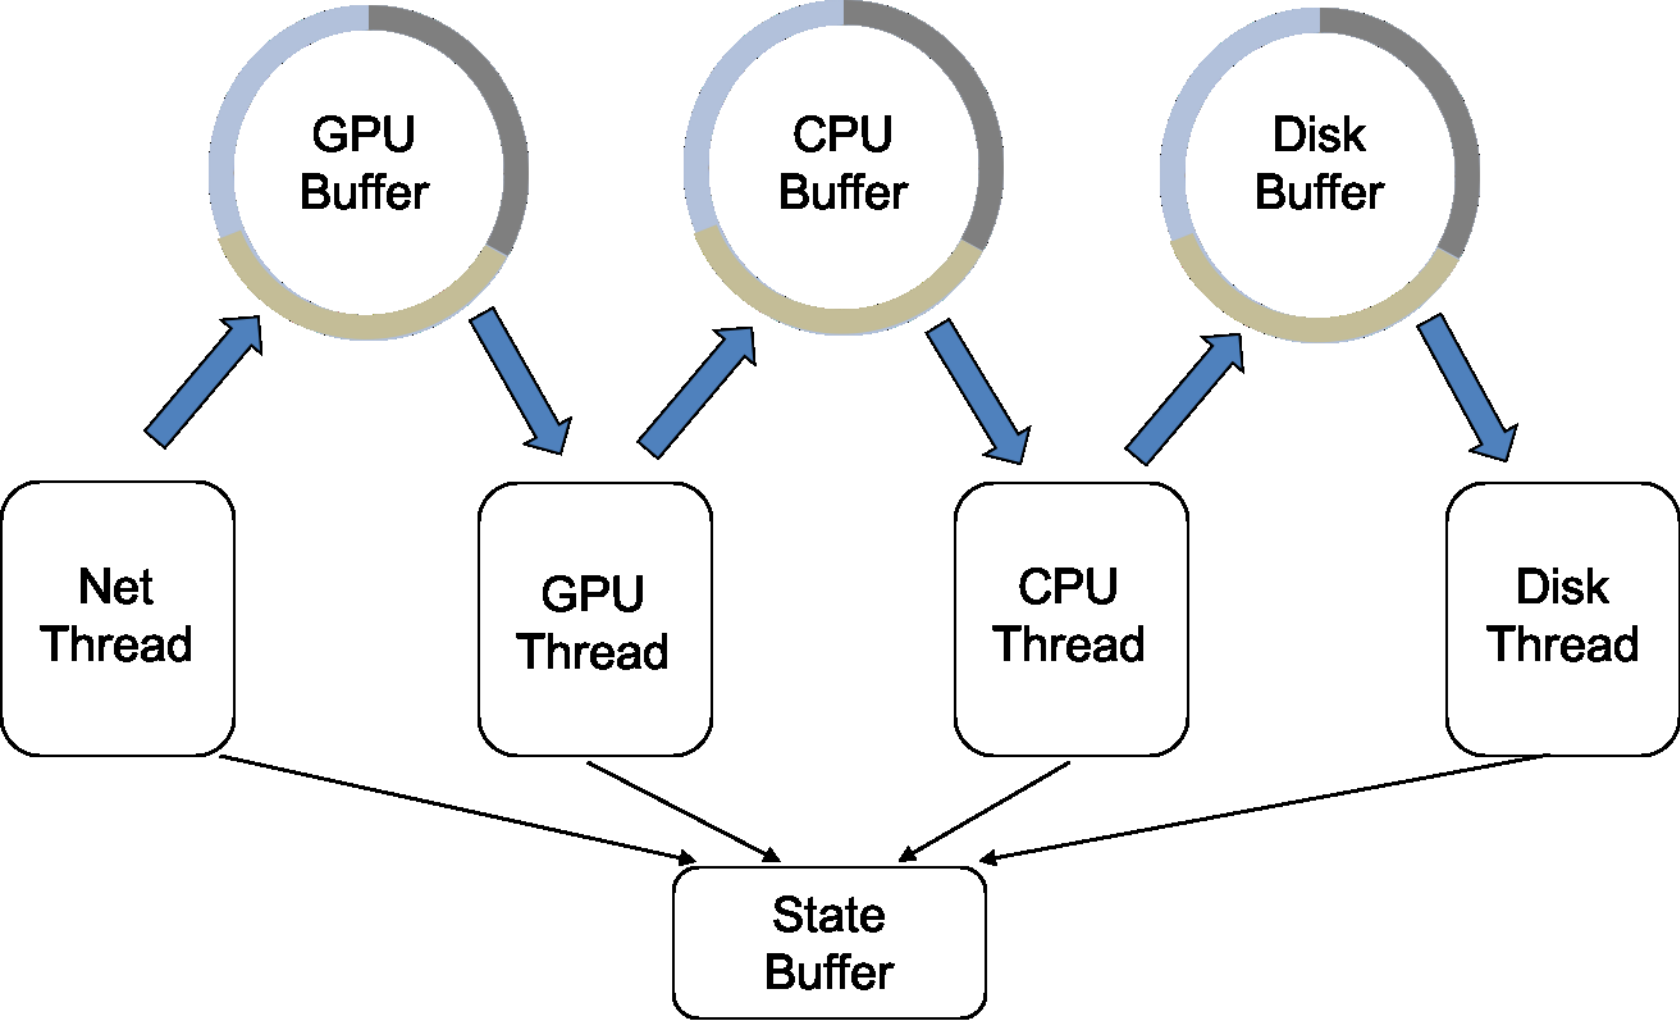 GPU
Buffer
CPU
Buffer
Disk
Buffer
Net
Thread
GPU
Thread
CPU
Thread
Disk
Thread
State
Buffer